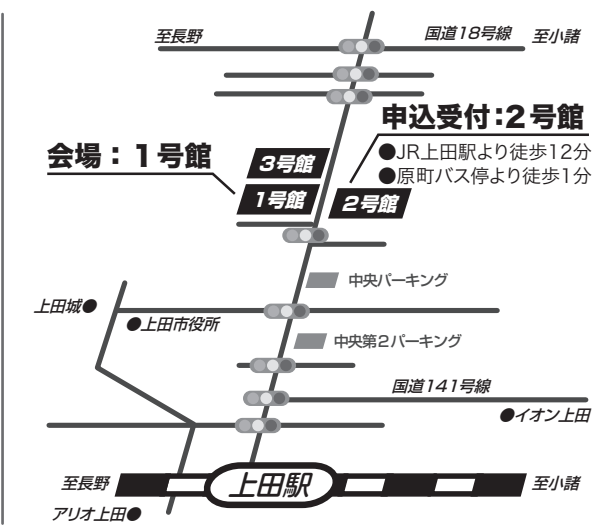 至長野
国道18号線
至小諸
申込受付:2号館
●JR上田駅より徒歩12分
●原町バス停より徒歩1分
会場：1号館
3号館
1号館
2号館
中央パーキング
上田城●
●上田市役所
中央第2パーキング
国道141号線
●イオン上田
至長野
上田駅
至小諸
アリオ上田●